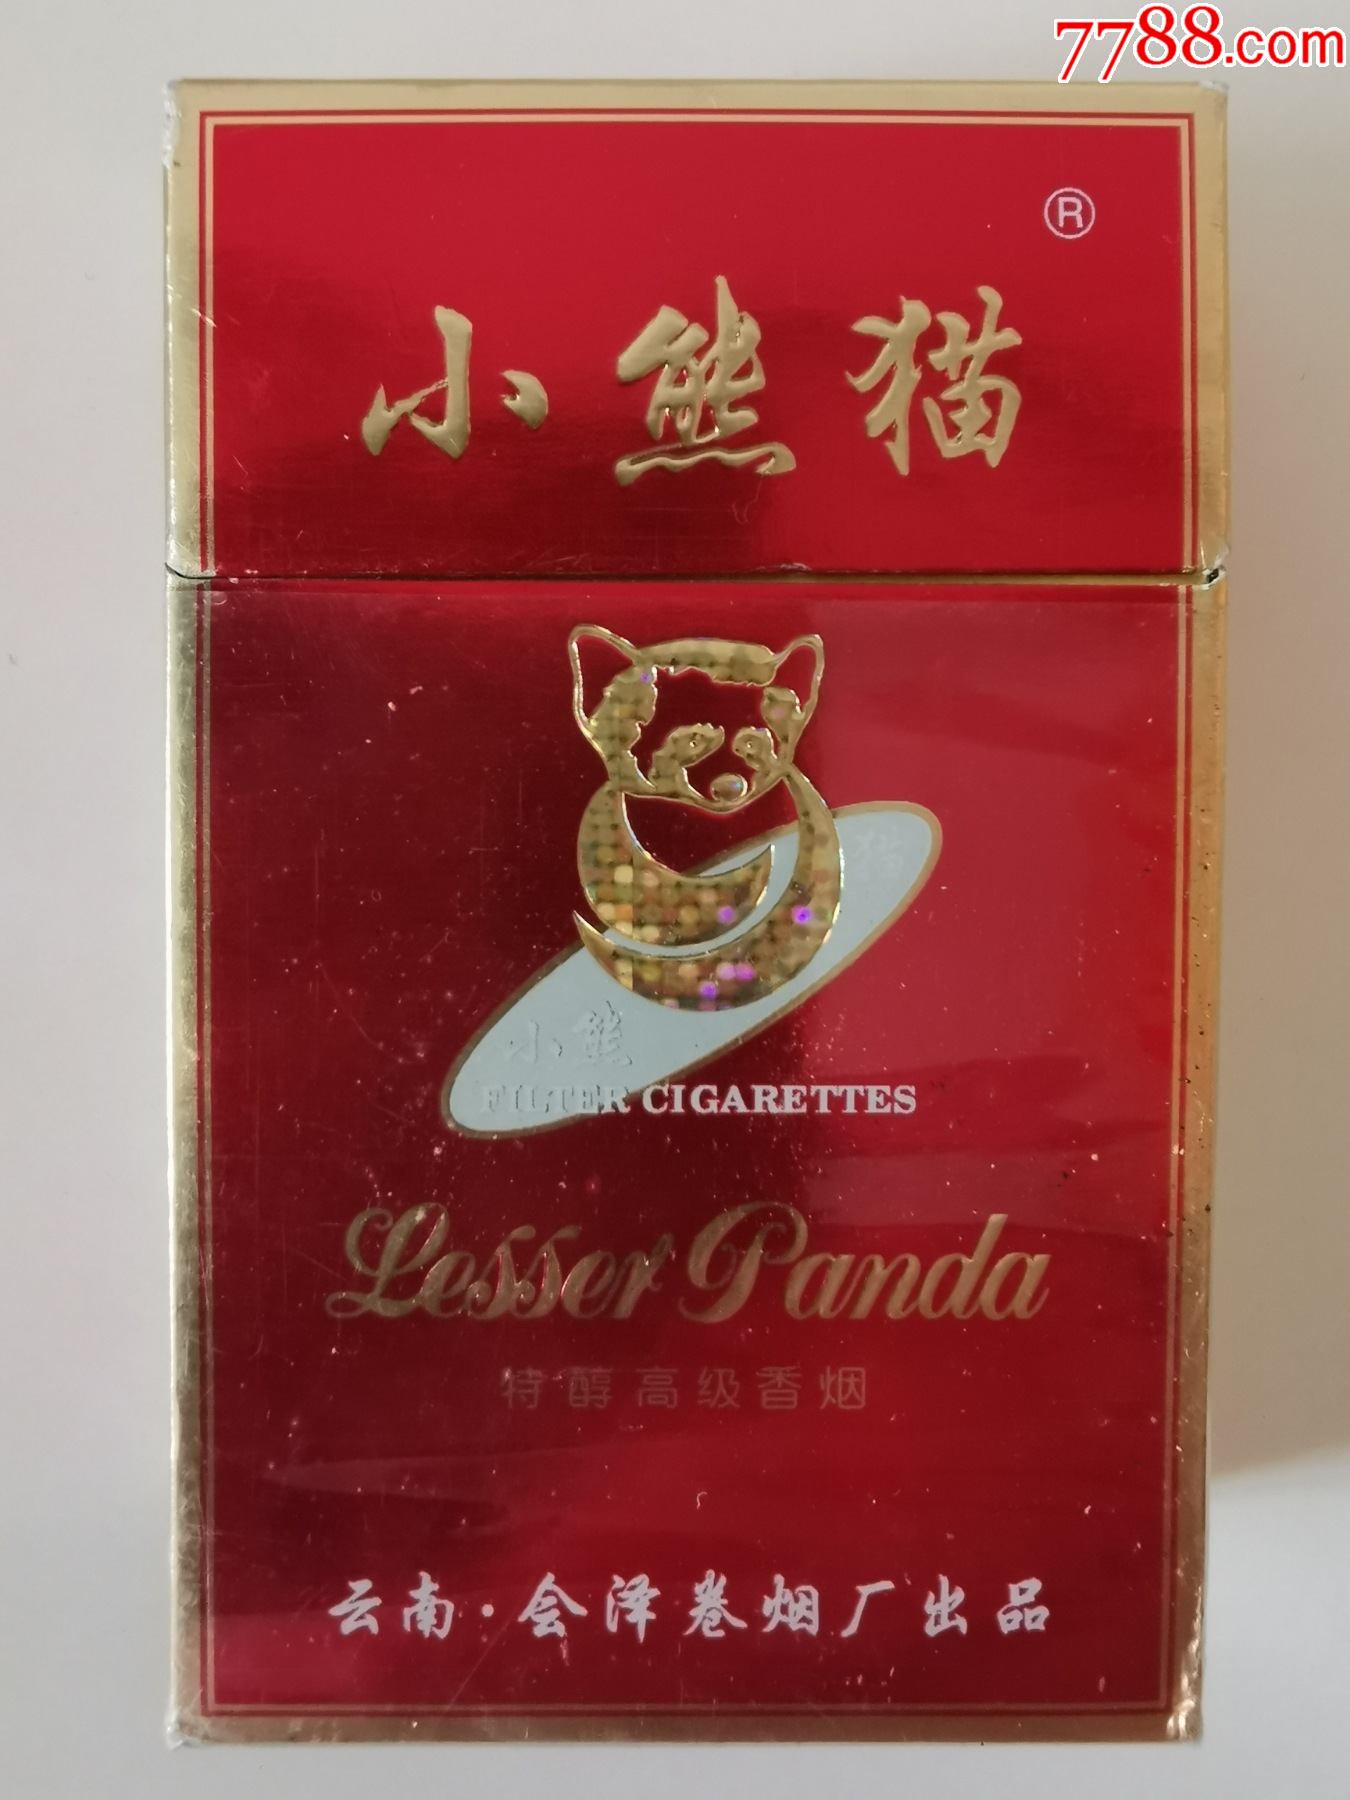 7788.com
®
小熊猫
猫
小熊
FILTER CIGARETTES
Lesser Panda
特醇高级香烟
云南·会泽卷烟厂出品